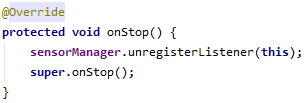 @Override
protected void onStop() {
    sensorManager.unregisterListener(this);
    super.onStop();
}